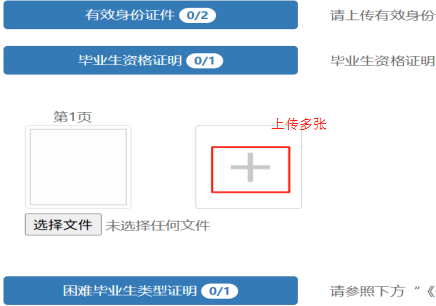 有效身份证件 0/2
请上传有效身份
毕业生资格证明 0/1
毕业生资格证明
第1页
上传多张
选择文件 未选择任何文件
困难毕业生类型证明 0/1
请参照下方“《